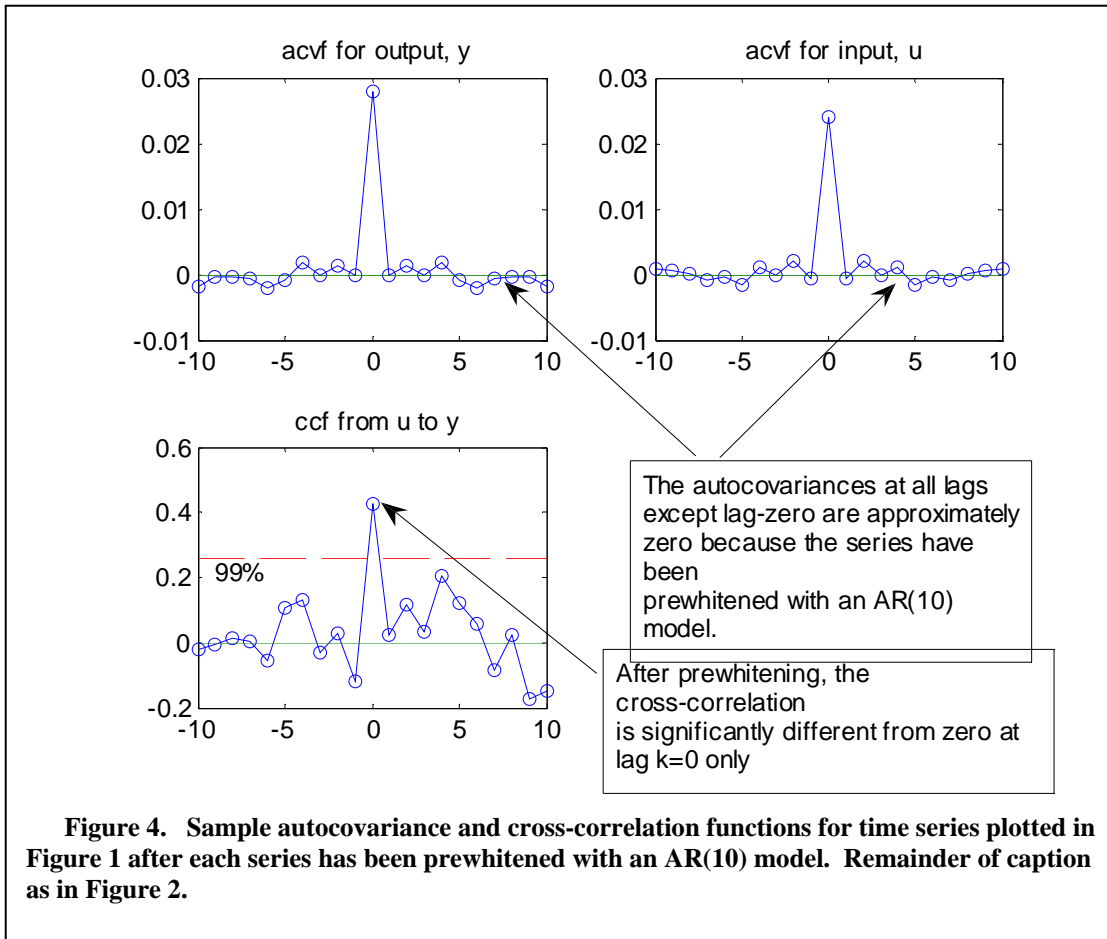 acvf for output, y
0.03
0.02
0.01
0
-0.01
-10 -5 0 5 10
acvf for input, u
0.03
0.02
0.01
0
-0.01
-10 -5 0 5 10
ccf from u to y
0.6
0.4
0.2
0
-0.2
99%
-10 -5 0 5 10
The autocovariances at all lags
except lag-zero are approximately
zero because the series have
been
prewhitened with an AR(10)
model.
After prewhitening, the
cross-correlation
is significantly different from zero at
lag k=0 only
Figure 4. Sample autocovariance and cross-correlation functions for time series plotted in
Figure 1 after each series has been prewhitened with an AR(10) model. Remainder of caption
as in Figure 2.